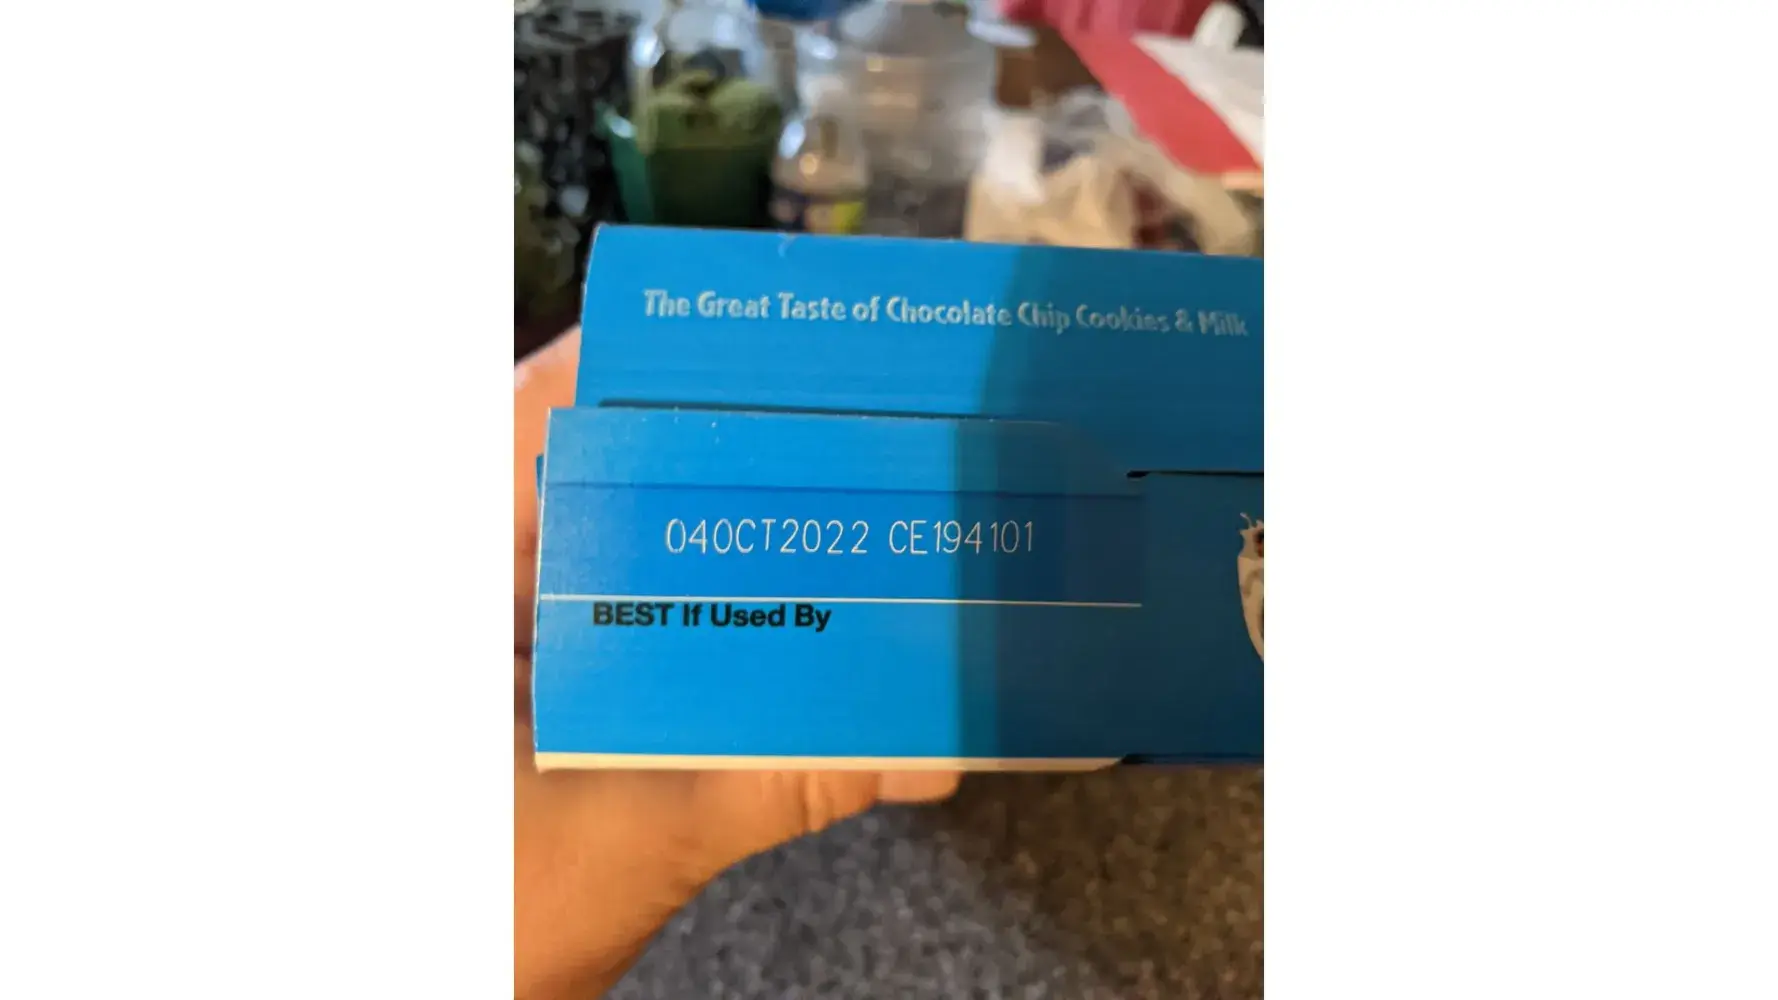 The Great Taste of Chocolate Chip Cookies & Milk
04OCT2022 CE194101
BEST If Used By